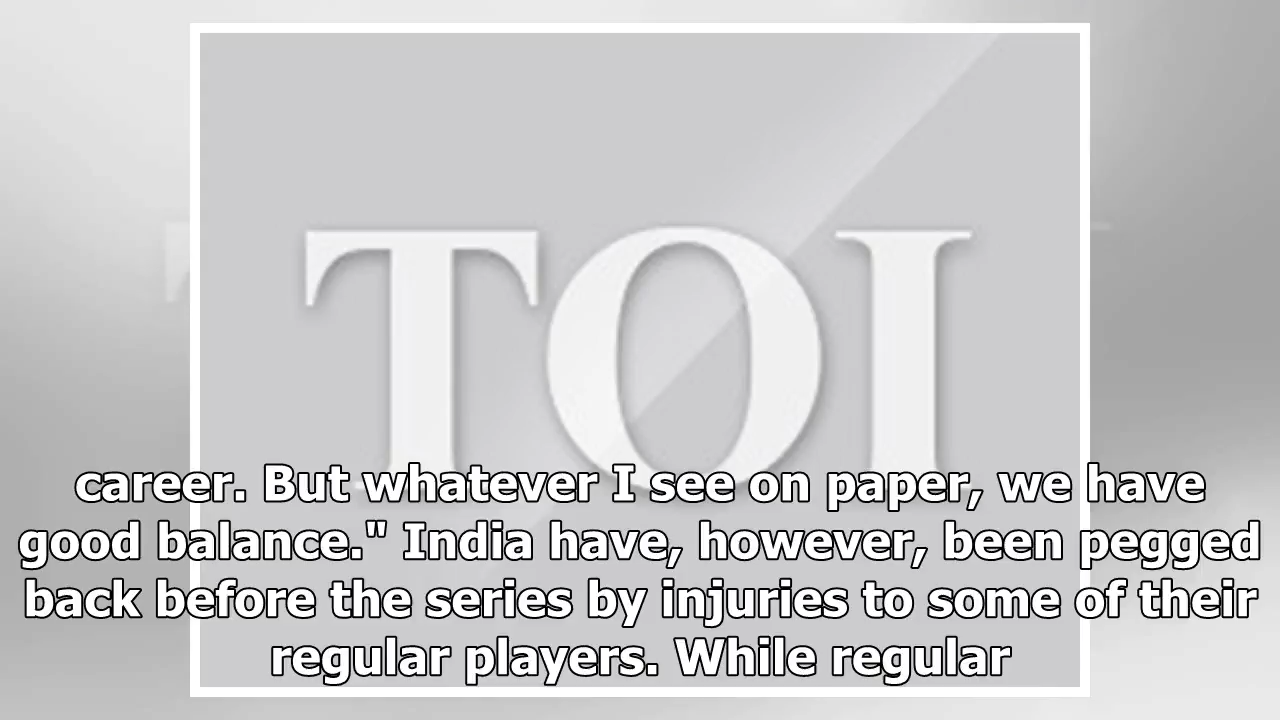 TOI
career. But whatever I see on paper, we have
good balance." India have, however, been pegged
back before the series by injuries to some of their
regular players. While regular